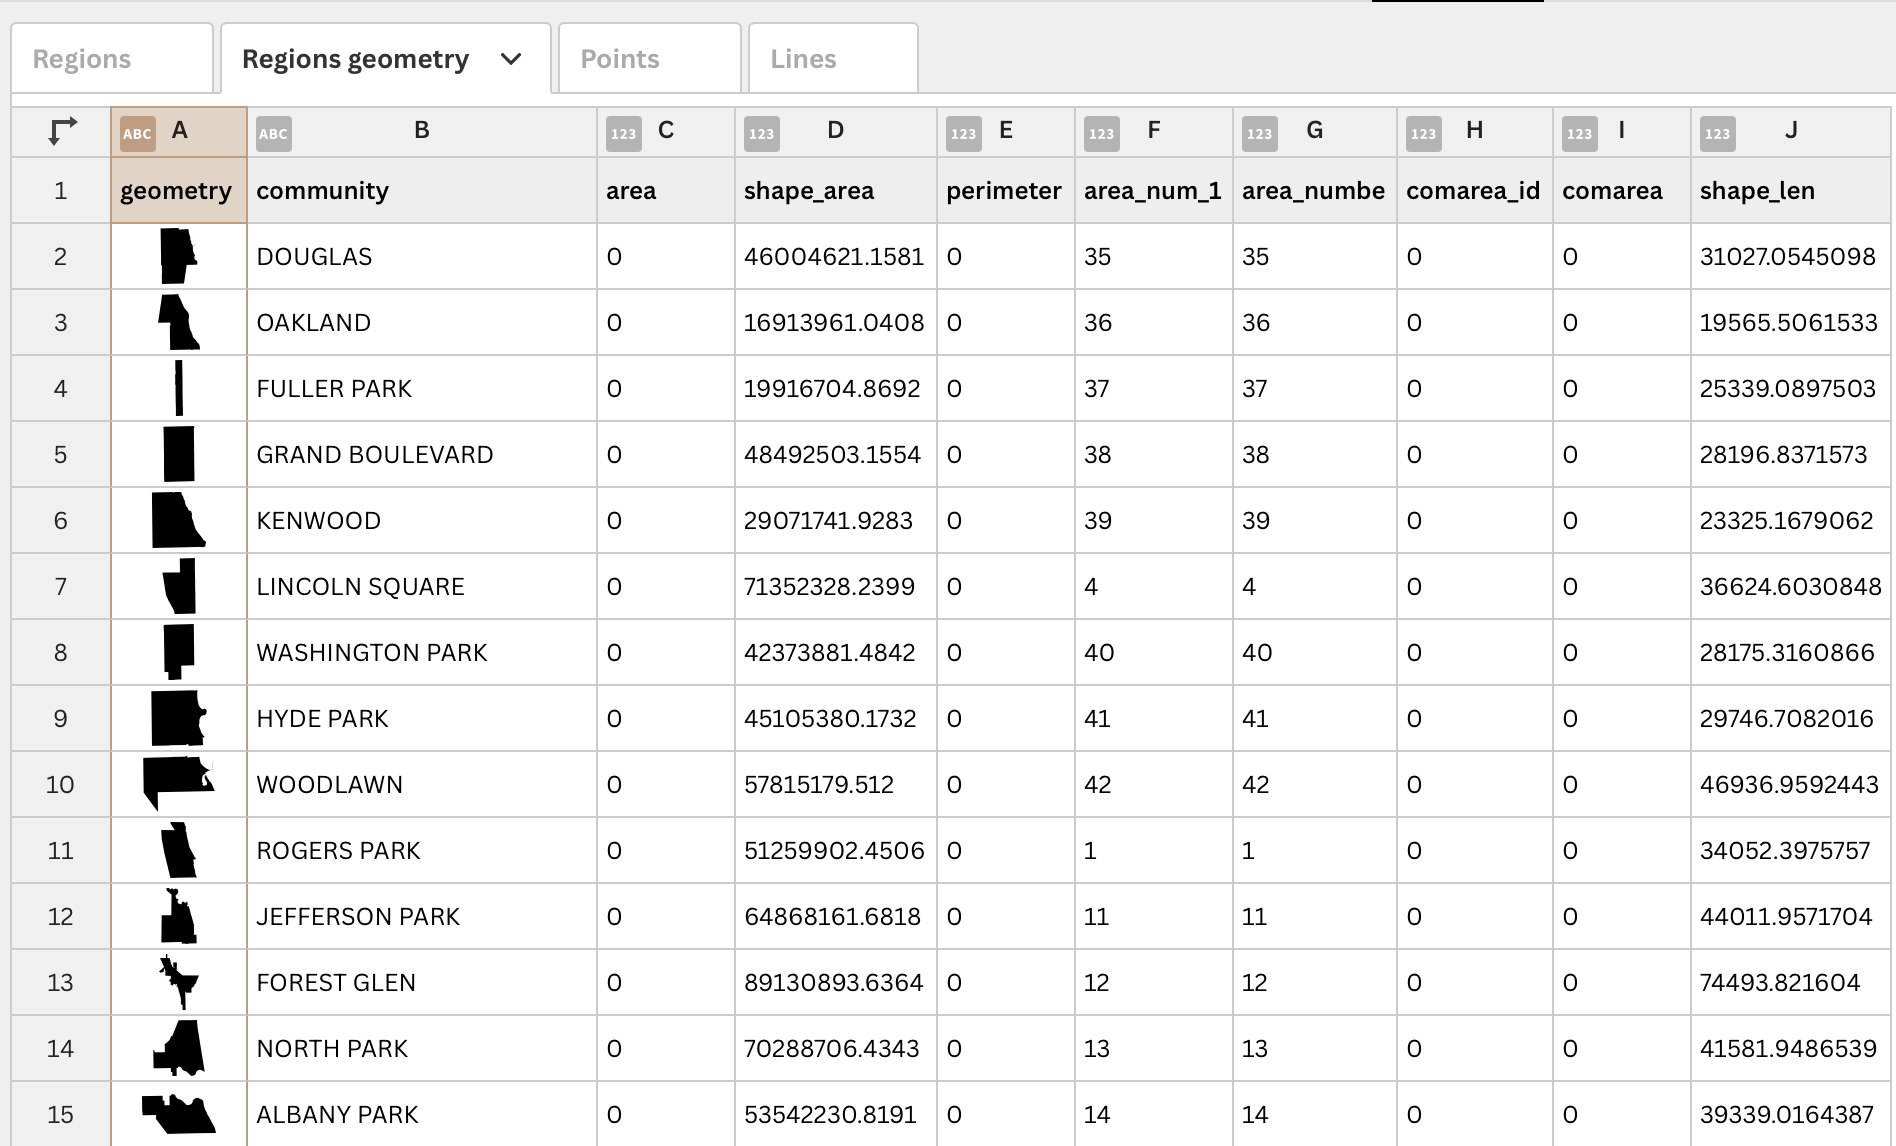 Regions Regions geometry Points Lines
ABC A ABC B 123 C 123 D 123 E 123 F 123 G 123 H 123 I 123 J
1 geometry community area shape_area perimeter area_num_1 area_numbe comarea_id comarea shape_len
2 DOUGLAS 0 46004621.1581 0 35 35 0 0 31027.0545098
3 OAKLAND 0 16913961.0408 0 36 36 0 0 19565.5061533
4 FULLER PARK 0 19916704.8692 0 37 37 0 0 25339.0897503
5 GRAND BOULEVARD 0 48492503.1554 0 38 38 0 0 28196.8371573
6 KENWOOD 0 29071741.9283 0 39 39 0 0 23325.1679062
7 LINCOLN SQUARE 0 71352328.2399 0 4 4 0 0 36624.6030848
8 WASHINGTON PARK 0 42373881.4842 0 40 40 0 0 28175.3160866
9 HYDE PARK 0 45105380.1732 0 41 41 0 0 29746.7082016
10 WOODLAWN 0 57815179.512 0 42 42 0 0 46936.9592443
11 ROGERS PARK 0 51259902.4506 0 1 1 0 0 34052.3975757
12 JEFFERSON PARK 0 64868161.6818 0 11 11 0 0 44011.9571704
13 FOREST GLEN 0 89130893.6364 0 12 12 0 0 74493.821604
14 NORTH PARK 0 70288706.4343 0 13 13 0 0 41581.9486539
15 ALBANY PARK 0 53542230.8191 0 14 14 0 0 39339.0164387